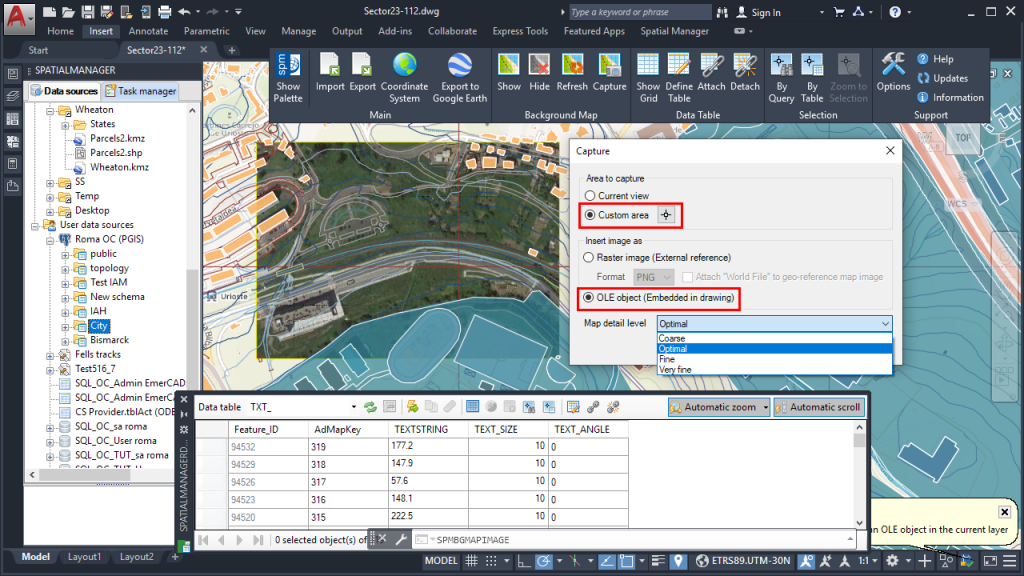 Sector23-112.dwg
Type a keyword or phrase
Sign In
Home Insert Annotate Parametric View Manage Output Add-ins Collaborate Express Tools Featured Apps Spatial Manager
Start
Sector23-112*
SPATIALMANAGER
Data sources
Task manager
Wheaton
States
Parcels2.kmz
Parcels2.shp
Wheaton.kmz
SS
Temp
Desktop
User data sources
Roma OC (PGIS)
public
topology
Test IAM
New schema
IAH
City
Bismarck
Fells tracks
Test516_7
SQL_OC_Admin EmerCAD
SQL_OC_Admin
CS Provider.tblAct (ODB
SQL_OC_sa roma
SQL_OC_User roma
SQL_OC_TUT_sa roma
spm
Show Palette
Import
Export
Coordinate System
Export to Google Earth
Main
Show
Hide
Refresh
Capture
Background Map
Show Grid
Define Table
Attach
Detach
Data Table
By Query
By Table
Zoom to Selection
Selection
Options
Help
Updates
Information
Support
TOP
WCS
Urioste
Capture
Area to capture
Current view
Custom area
Insert image as
Raster image (External reference)
Format PNG Attach "World File" to geo-reference map image
OLE object (Embedded in drawing)
Map detail level Optimal
Coarse
Optimal
Fine
Very fine
SPATIALMANAGERD...
Data table TXT_
Automatic zoom
Automatic scroll
Feature_ID AdMapKey TEXTSTRING TEXT_SIZE TEXT_ANGLE
94532 319 177.2 10 0
94529 318 147.9 10 0
94526 317 57.6 10 0
94523 316 148.1 10 0
94520 315 222.5 10 0
0 selected object(s) of
SPMBGMAPIMAGE
an OLE object in the current layer
Model Layout1 Layout2 +
MODEL
ETRS89.UTM-30N
1:1